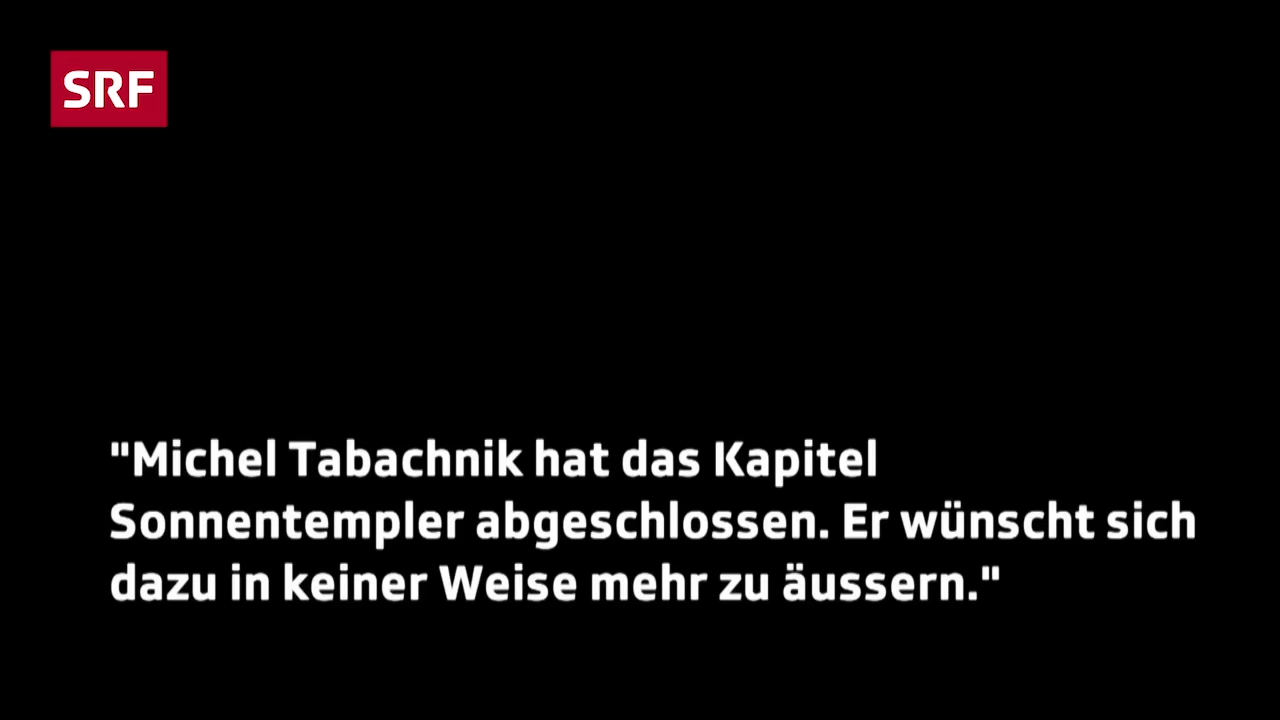 SRF
"Michel Tabachnik hat das Kapitel
Sonnentempler abgeschlossen. Er wünscht sich
dazu in keiner Weise mehr zu äussern."